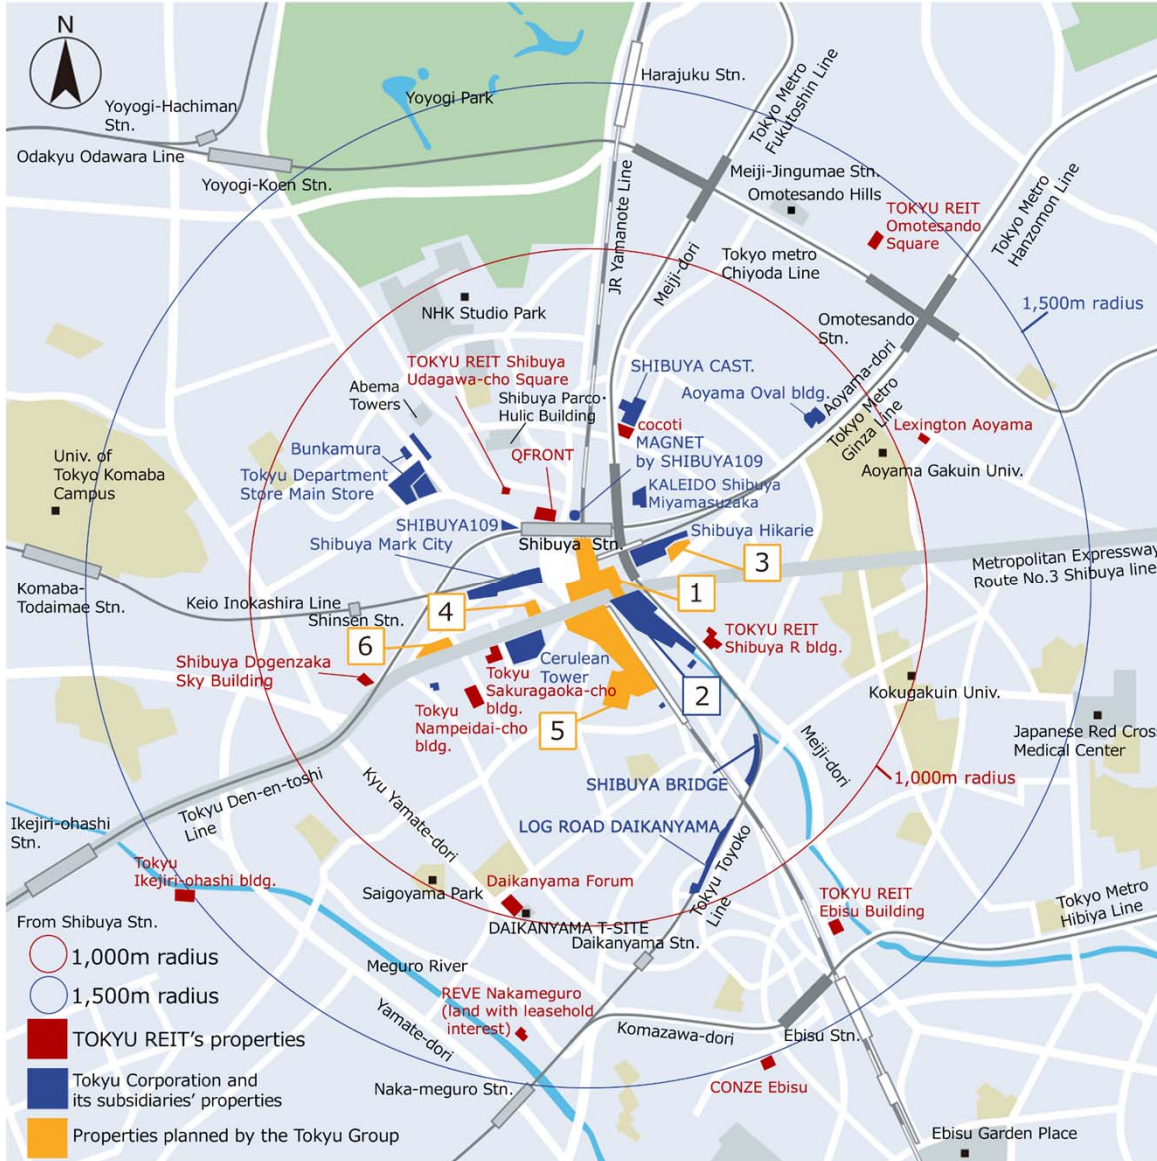 N
Harajuku Stn.
Yoyogi-Hachiman
Stn.
Yoyogi Park
Tokyo Metro
Fukutoshin Line
Odakyu Odawara Line
Yoyogi-Koen Stn.
JR Yamanote Line
Meiji-Jingumae Stn.
Omotesando Hills
TOKYU REIT
Omotesando
Square
Tokyo Metro
Hanzomon Line
Meiji-dori
Tokyo metro
Chiyoda Line
NHK Studio Park
Omotesando
Stn.
1,500m radius
TOKYU REIT Shibuya
Udagawa-cho Square
SHIBUYA CAST.
Aoyama Oval bldg.
Aoyama-dori
Tokyo Metro
Ginza Line
Abema
Towers
Shibuya Parco·
Hulic Building
cocoti
Lexington Aoyama
Univ. of
Tokyo Komaba
Campus
Bunkamura
Tokyu Department
Store Main Store
QFRONT
MAGNET
by SHIBUYA109
KALEIDO Shibuya
Miyamasuzaka
Aoyama Gakuin Univ.
SHIBUYA109
Shibuya Mark City
Shibuya Stn.
Shibuya Hikarie
Metropolitan Expressway
Route No.3 Shibuya line
Komaba-
Todaimae Stn.
Keio Inokashira Line
Shinsen Stn.
4
1
3
6
Shibuya Dogenzaka
Sky Building
Cerulean
Tower
TOKYU REIT
Shibuya R bldg.
Tokyu
Sakuragaoka-cho
bldg.
Tokyu
Nampeidai-cho
bldg.
2
5
Kokugakuin Univ.
Japanese Red Cross
Medical Center
Meiji-dori
1,000m radius
SHIBUYA BRIDGE
Tokyu Den-en-toshi
Line
Kyu Yamate-dori
LOG ROAD DAIKANYAMA
Ikejiri-ohashi
Stn.
Tokyu
Ikejiri-ohashi bldg.
Saigoyama Park
Daikanyama Forum
Tokyu Toyoko
Line
TOKYU REIT
Ebisu Building
Tokyo Metro
Hibiya Line
DAIKANYAMA T-SITE
Daikanyama Stn.
From Shibuya Stn.
1,000m radius
1,500m radius
TOKYU REIT's properties
Tokyu Corporation and
its subsidiaries' properties
Properties planned by the Tokyu Group
Meguro River
Yamate-dori
REVE Nakameguro
(land with leasehold
interest)
Komazawa-dori
Ebisu Stn.
Naka-meguro Stn.
CONZE Ebisu
Ebisu Garden Place